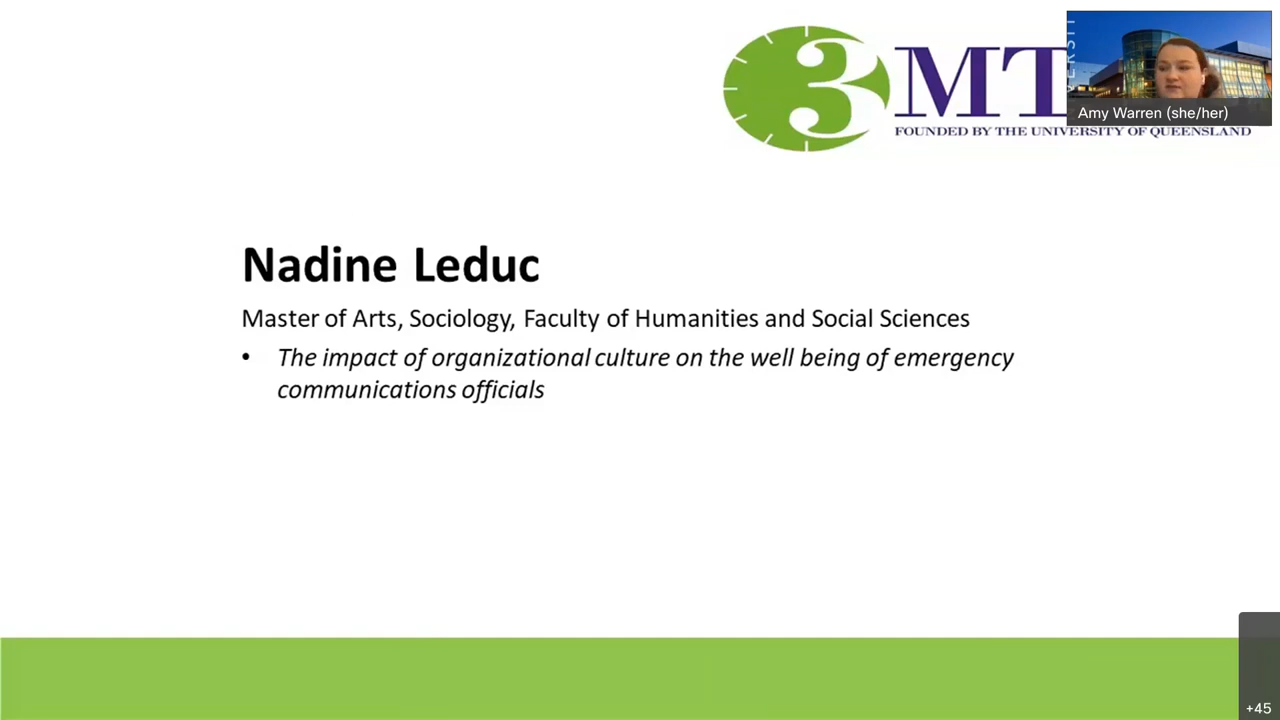 3MT
ERSIT
Amy Warren (she/her)
FOUNDED BY THE UNIVERSITY OF QUEENSLAND
Nadine Leduc
Master of Arts, Sociology, Faculty of Humanities and Social Sciences
• The impact of organizational culture on the well being of emergency
communications officials
+45